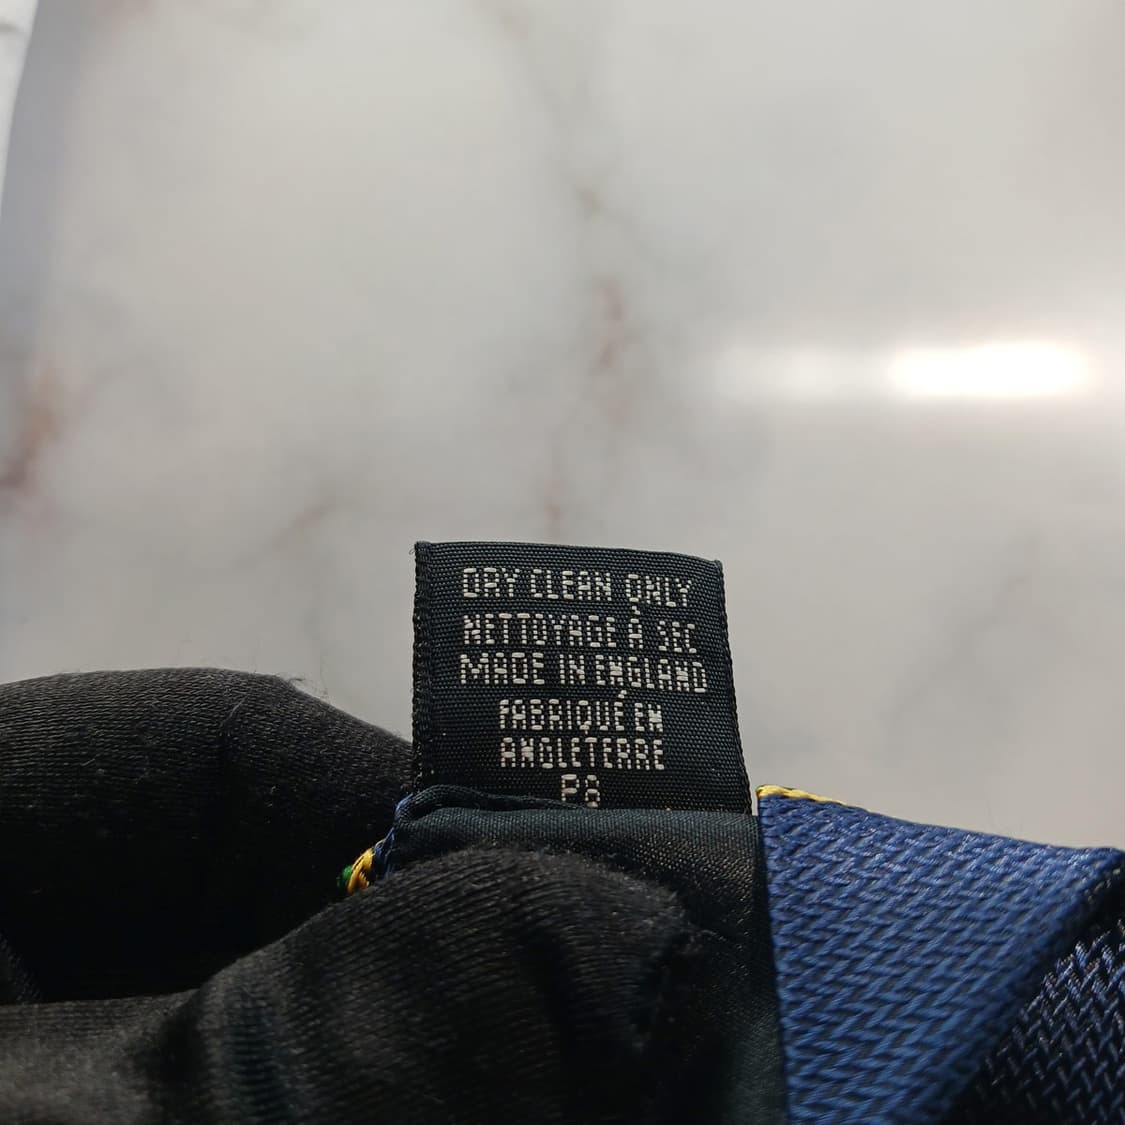 DRY CLEAN ONLY
NETTOYAGE À SEC
MADE IN ENGLAND
FABRIQUÉ EN
ANGLETERRE
P8